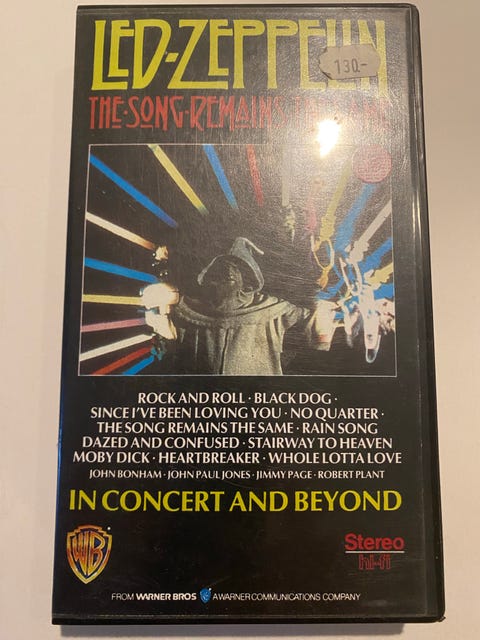 LED-ZEPPELIN
130.-
THE·SONG·REMAINS·THE·SAME
ROCK AND ROLL · BLACK DOG ·
SINCE I'VE BEEN LOVING YOU · NO QUARTER ·
THE SONG REMAINS THE SAME · RAIN SONG
DAZED AND CONFUSED · STAIRWAY TO HEAVEN
MOBY DICK · HEARTBREAKER · WHOLE LOTTA LOVE
JOHN BONHAM · JOHN PAUL JONES · JIMMY PAGE · ROBERT PLANT
IN CONCERT AND BEYOND
WB
Stereo
hi-fi
FROM WARNER BROS A WARNER COMMUNICATIONS COMPANY